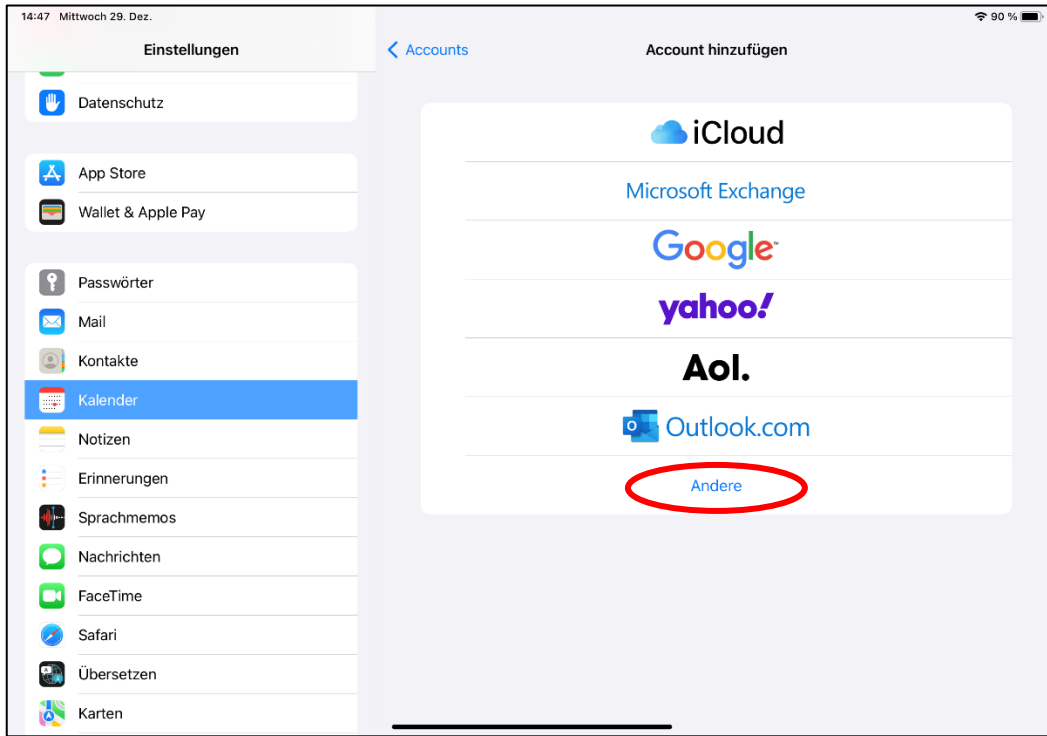 14:47 Mittwoch 29. Dez.
90 %
Einstellungen
Datenschutz
App Store
Wallet & Apple Pay
Passwörter
Mail
Kontakte
Kalender
Notizen
Erinnerungen
Sprachmemos
Nachrichten
FaceTime
Safari
Übersetzen
Karten
Accounts
Account hinzufügen
iCloud
Microsoft Exchange
Google™
yahoo!
Aol.
Outlook.com
Andere